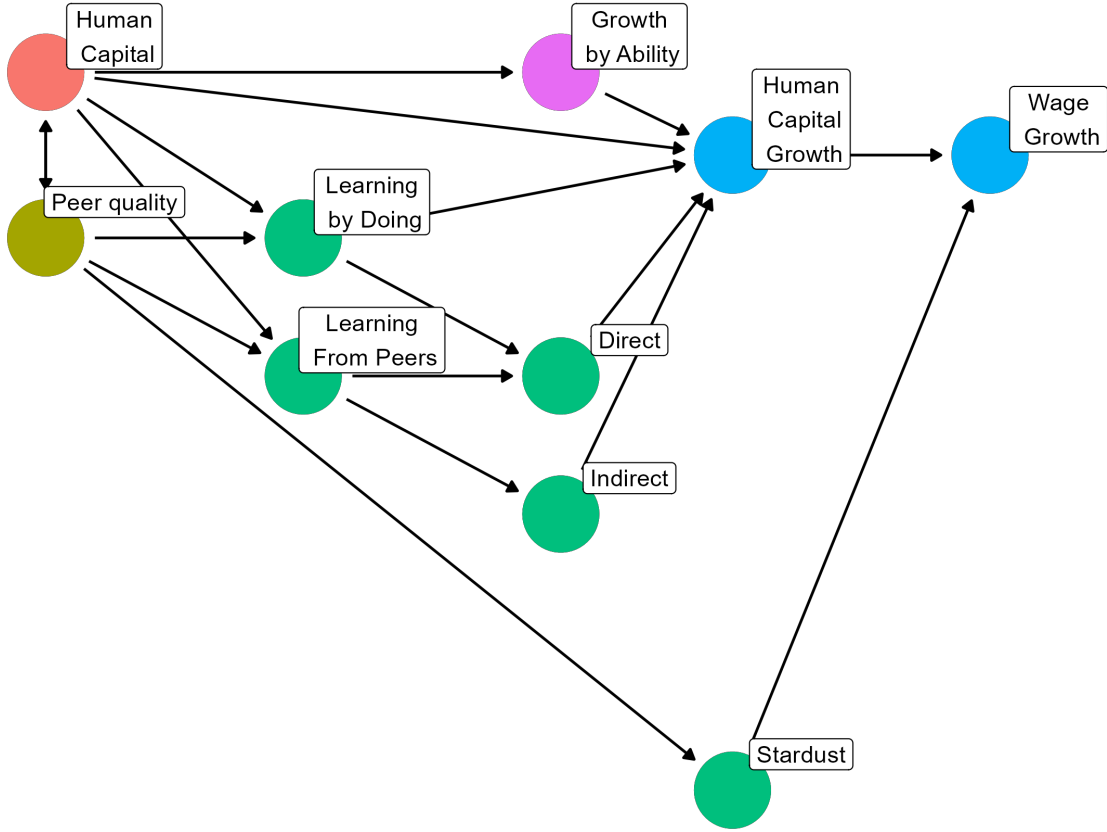 Human
Capital
Growth
by Ability
Human
Capital
Growth
Wage
Growth
Peer quality
Learning
by Doing
Learning
From Peers
Direct
Indirect
Stardust